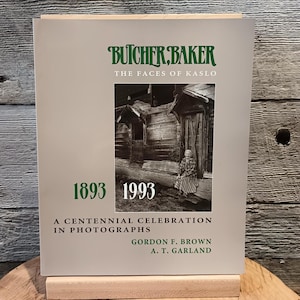 BUTCHER, BAKER
THE FACES OF KASLO
1893 1993
A CENTENNIAL CELEBRATION
IN PHOTOGRAPHS
GORDON F. BROWN
A. T. GARLAND